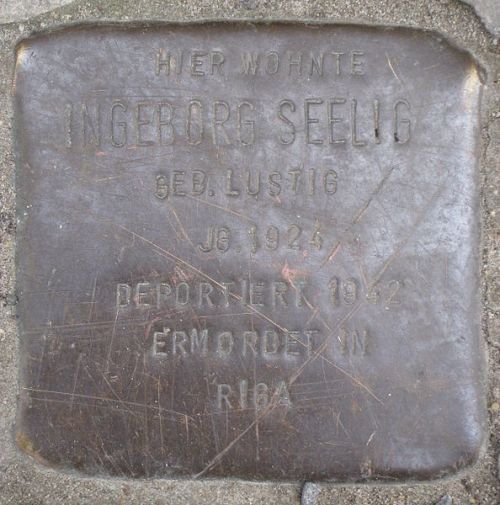 HIER WOHNTE
INGEBORG SEELIG
GEB. LUSTIG
JG. 1924
DEPORTIERT 1942
ERMORDET IN
RIGA